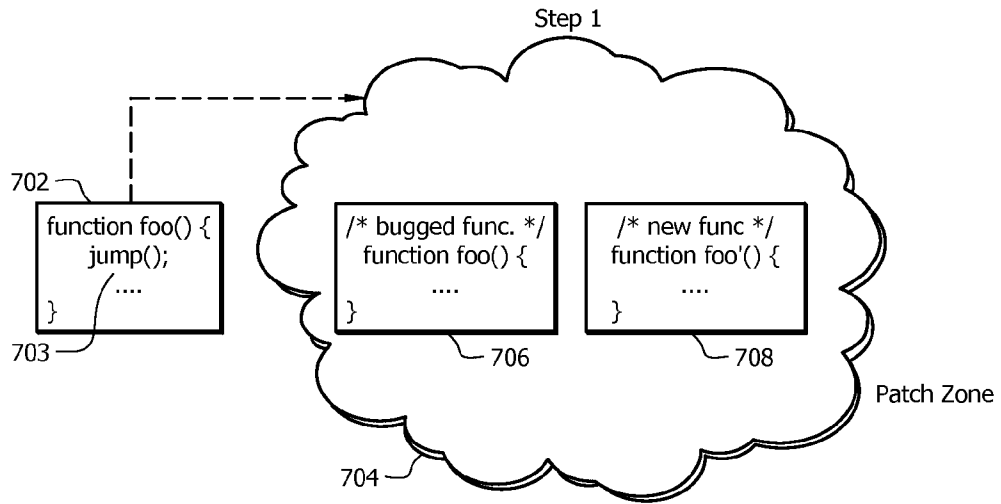 Step 1
702
function foo() {
jump();
....
}
703
/* bugged func. */
function foo() {
....
}
706
/* new func */
function foo'() {
....
}
708
Patch Zone
704